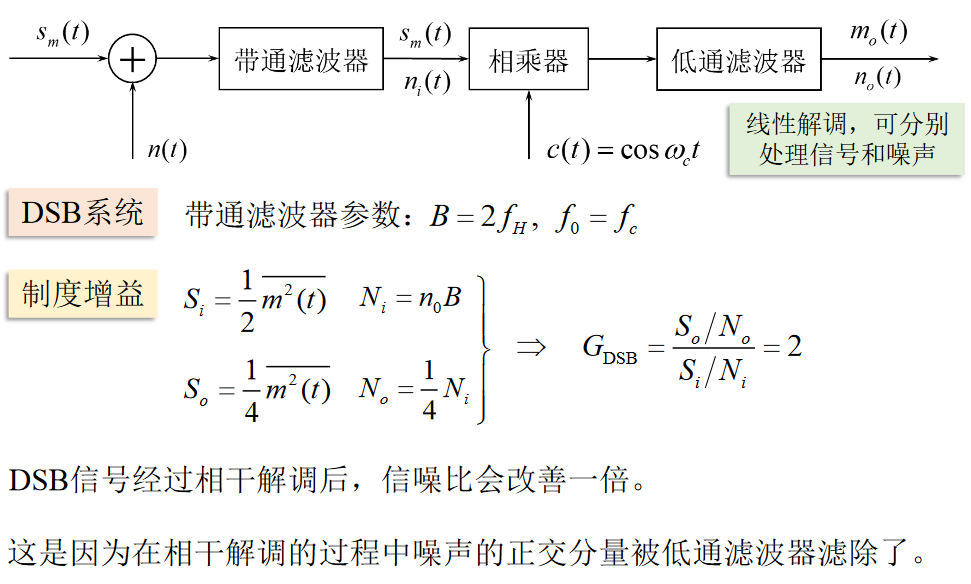 s_m(t)
带通滤波器
s_m(t)
n_i(t)
相乘器
低通滤波器
m_o(t)
n_o(t)
n(t)
c(t) = cos ω_c t
线性解调，可分别
处理信号和噪声
DSB系统
带通滤波器参数：B = 2f_H, f_0 = f_c
制度增益
S_i = \frac{1}{2} \overline{m^2(t)} N_i = n_0 B
S_o = \frac{1}{4} \overline{m^2(t)} N_o = \frac{1}{4} N_i
⇒ G_{DSB} = \frac{S_o/N_o}{S_i/N_i} = 2
DSB信号经过相干解调后，信噪比会改善一倍。
这是因为在相干解调的过程中噪声的正交分量被低通滤波器滤除了。